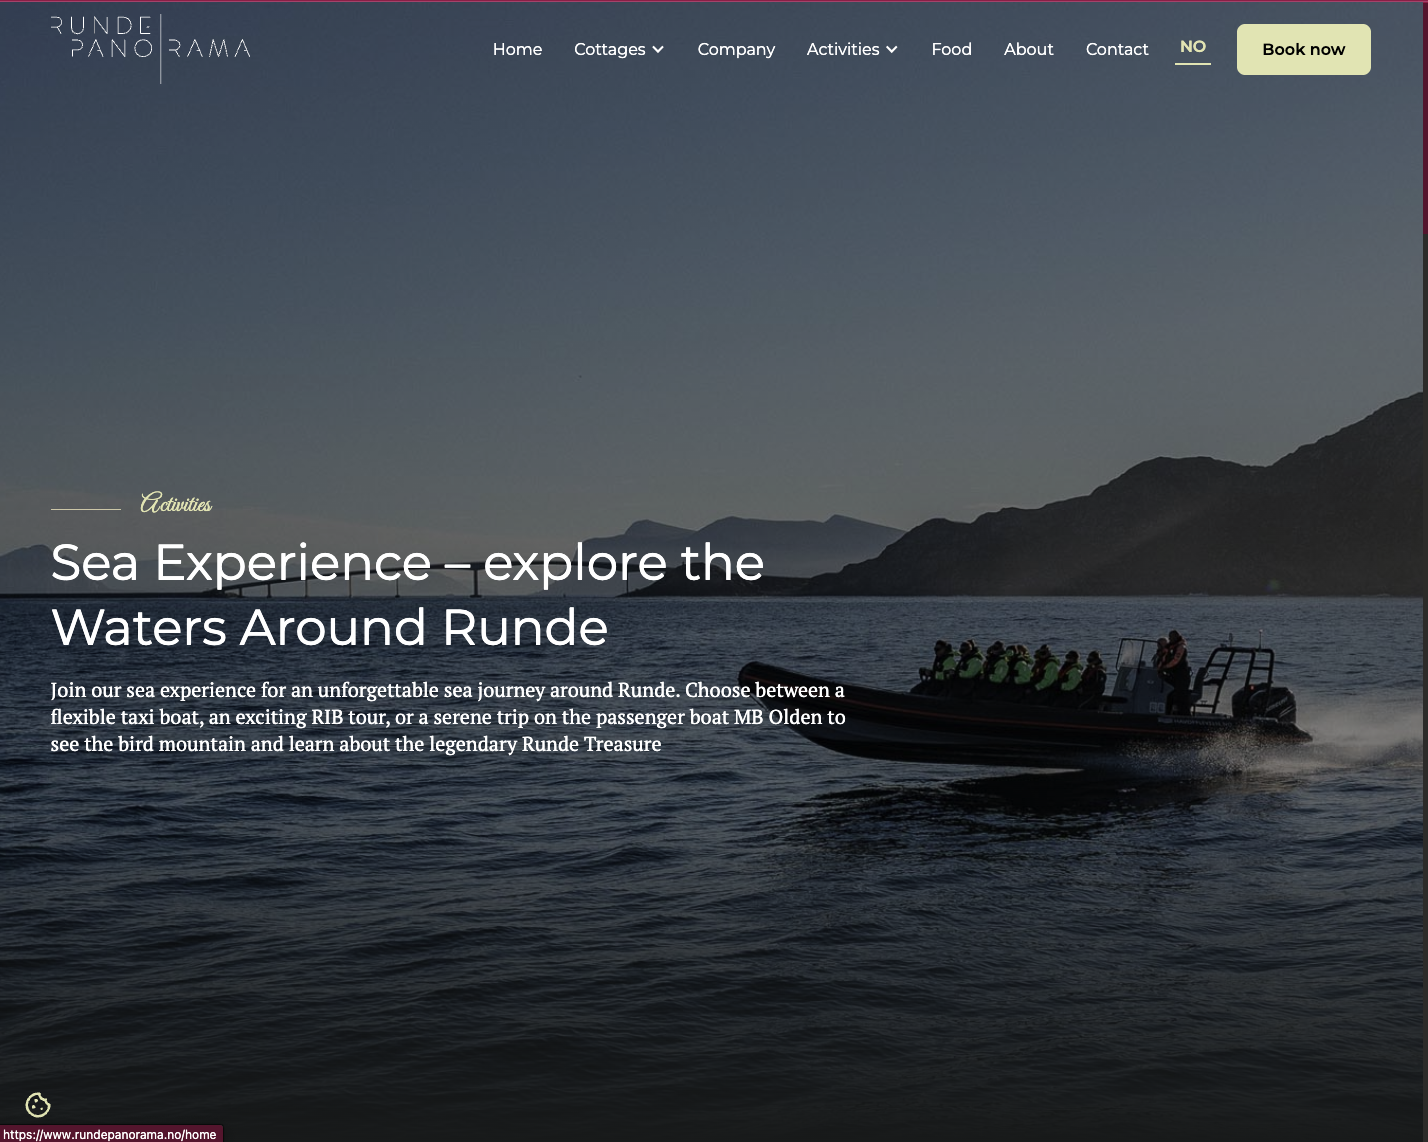 RUNDE
PANORAMA
Home
Cottages
Company
Activities
Food
About
Contact
NO
Book now
Activities
Sea Experience – explore the
Waters Around Runde
Join our sea experience for an unforgettable sea journey around Runde. Choose between a
flexible taxi boat, an exciting RIB tour, or a serene trip on the passenger boat MB Olden to
see the bird mountain and learn about the legendary Runde Treasure
https://www.rundepanorama.no/home